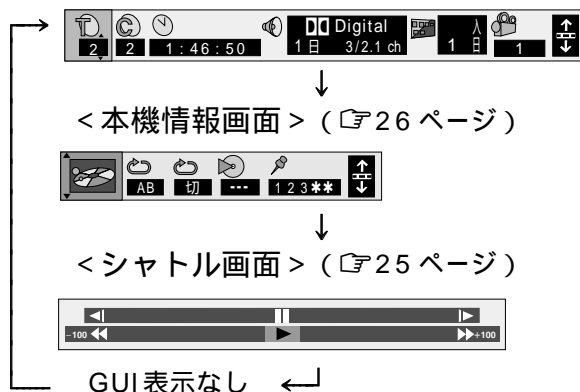 T C Digital 入
2 2 1:46:50 1日 3/2.1 ch 1 日 1
<本機情報画面>(☞26ページ)
AB 切 --- 123✱✱
<シャトル画面>(☞25ページ)
−100 +100
GUI表示なし